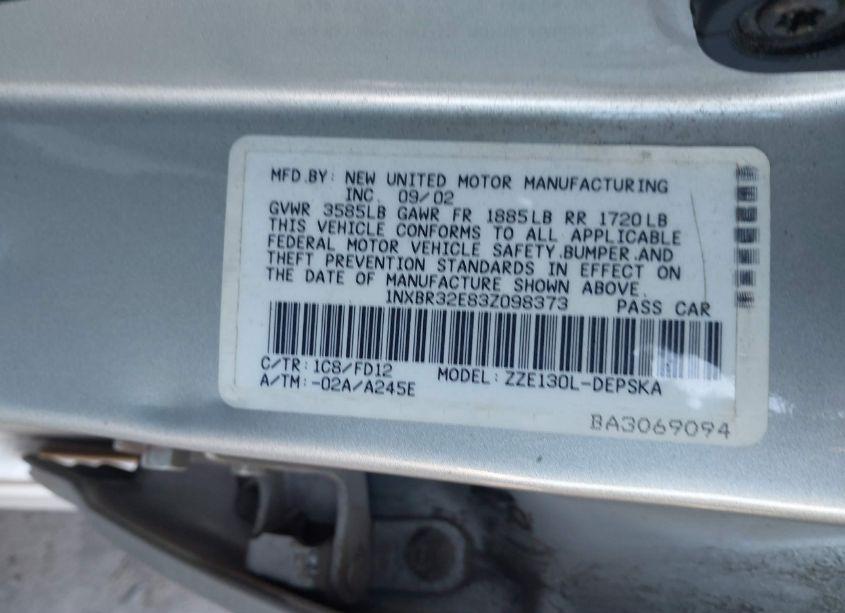 MFD.BY: NEW UNITED MOTOR MANUFACTURING
INC. 09/02
GVWR 3585LB GAWR FR 1885LB RR 1720LB
THIS VEHICLE CONFORMS TO ALL APPLICABLE
FEDERAL MOTOR VEHICLE SAFETY,BUMPER,AND
THEFT PREVENTION STANDARDS IN EFFECT ON
THE DATE OF MANUFACTURE SHOWN ABOVE.
1NXBR32E83Z098373 PASS CAR
C/TR: 1C8/FD12
A/TM: -02A/A245E MODEL: ZZE130L-DEPSKA
BA3069094